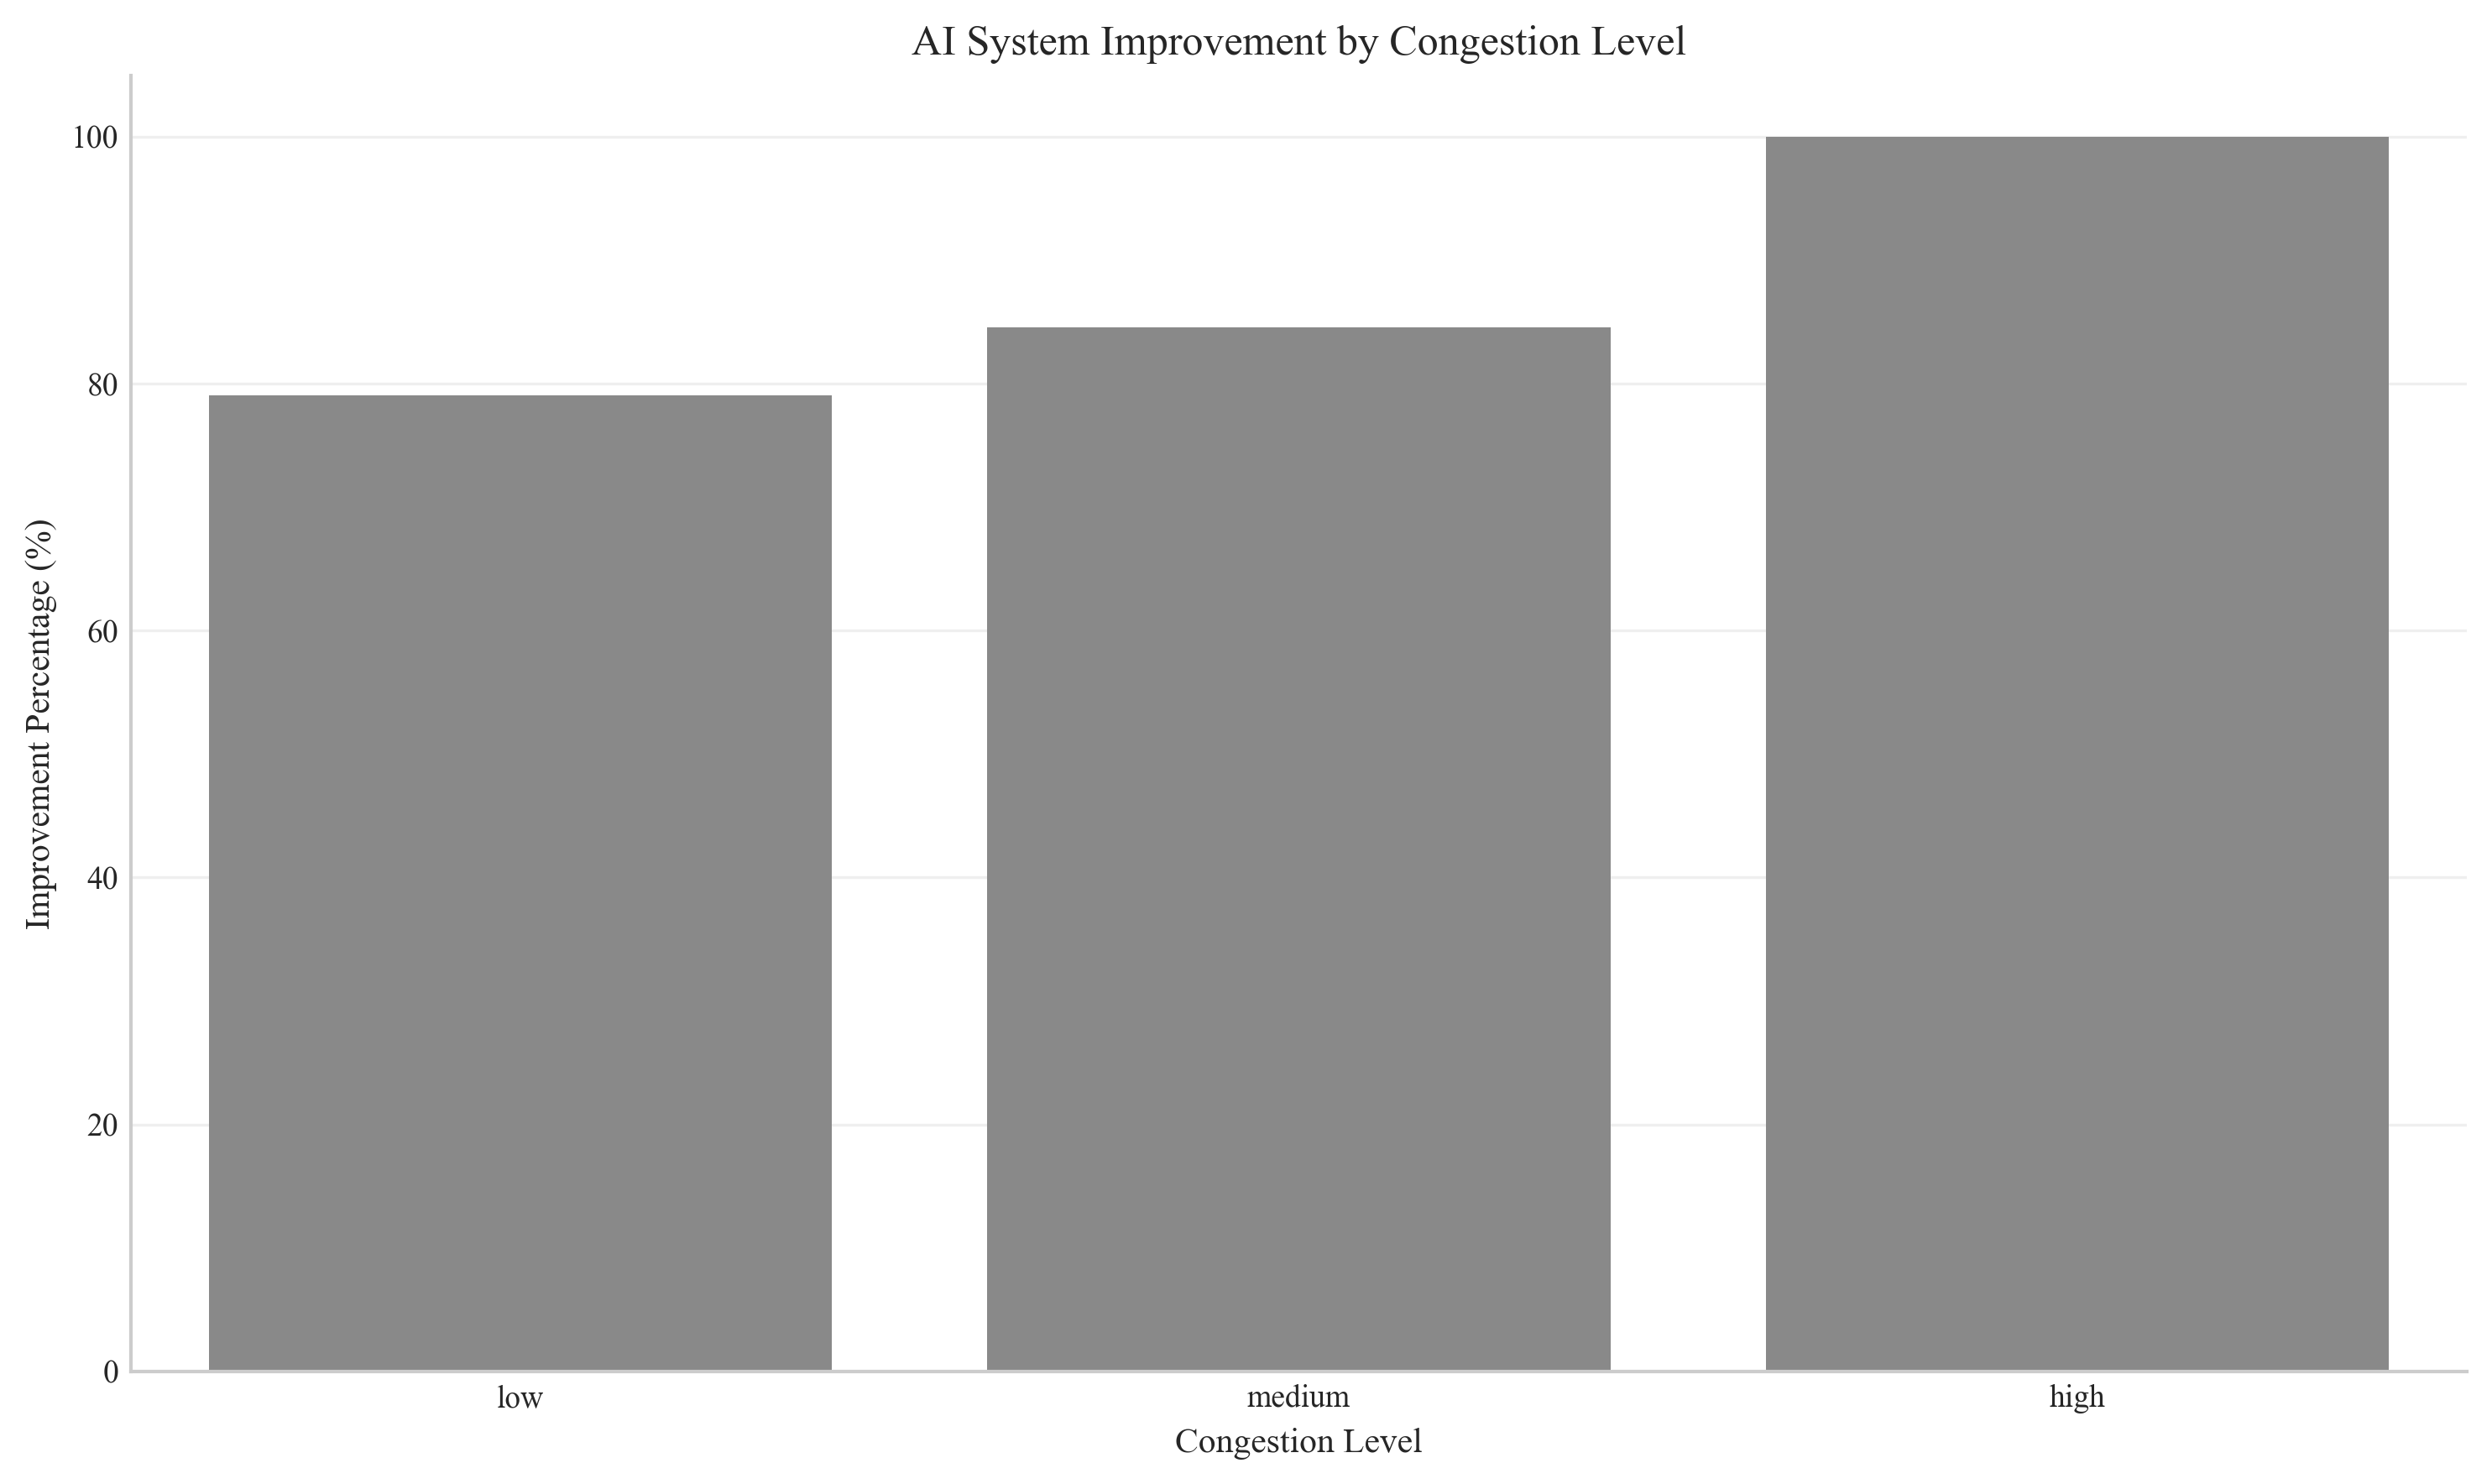 AI System Improvement by Congestion Level
Improvement Percentage (%)
100
80
60
40
20
0
low medium high
Congestion Level